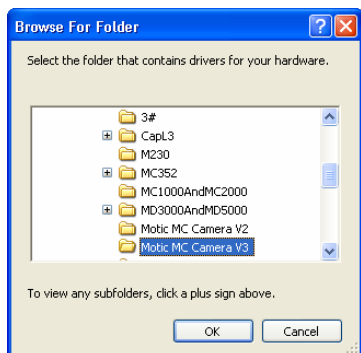 Browse For Folder
Select the folder that contains drivers for your hardware.
3#
CapL3
M230
MC352
MC1000AndMC2000
MD3000AndMD5000
Motic MC Camera V2
Motic MC Camera V3
To view any subfolders, click a plus sign above.
OK Cancel